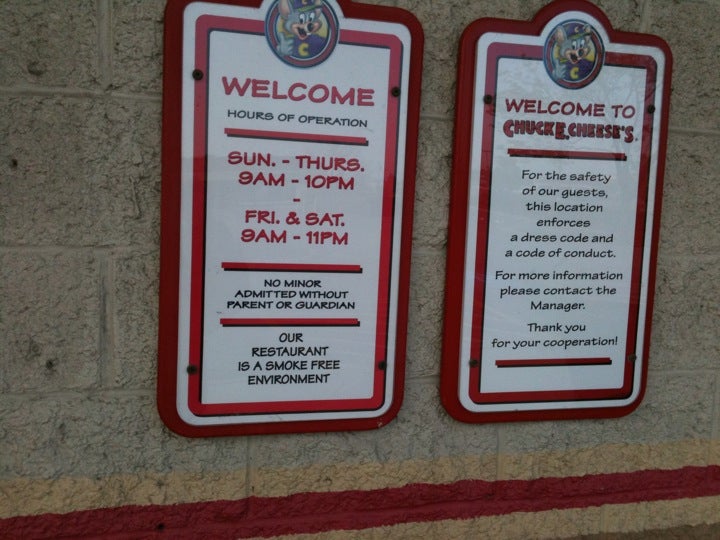 WELCOME
HOURS OF OPERATION
SUN. - THURS.
9AM - 10PM
-
FRI. & SAT.
9AM - 11PM
NO MINOR
ADMITTED WITHOUT
PARENT OR GUARDIAN
OUR
RESTAURANT
IS A SMOKE FREE
ENVIRONMENT
WELCOME TO
CHUCK E. CHEESE'S
For the safety
of our guests,
this location
enforces
a dress code and
a code of conduct.
For more information
please contact the
Manager.
Thank you
for your cooperation!